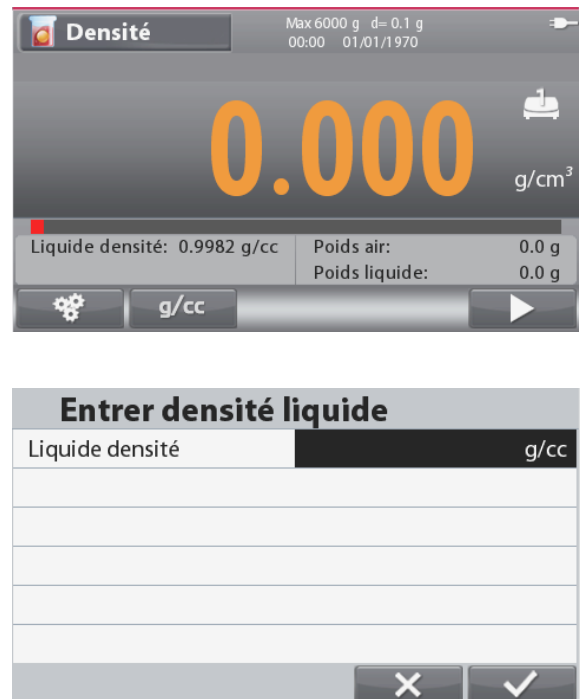 Densité
Max 6000 g d= 0.1 g
00:00 01/01/1970
1
0.000
g/cm³
Liquide densité: 0.9982 g/cc
Poids air: 0.0 g
Poids liquide: 0.0 g
g/cc
Entrer densité liquide
Liquide densité g/cc